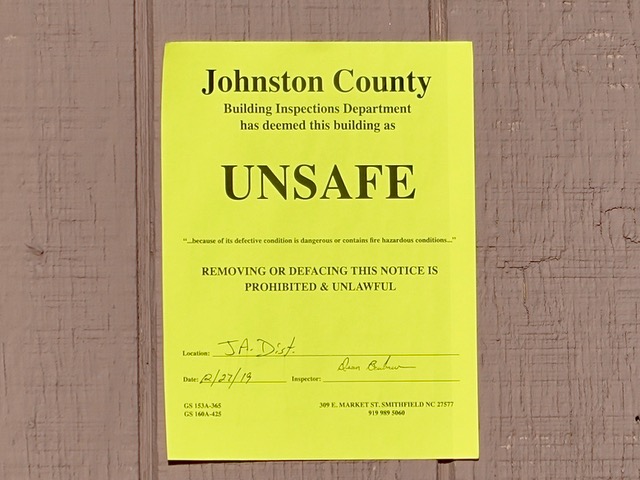 Johnston County
Building Inspections Department
has deemed this building as
UNSAFE
"...because of its defective condition is dangerous or contains fire hazardous conditions..."
REMOVING OR DEFACING THIS NOTICE IS
PROHIBITED & UNLAWFUL
Location: J.A. Dist.
Date: 12/27/19 Inspector:
GS 153A-365 309 E. MARKET ST. SMITHFIELD NC 27577
GS 160A-425 919 989 5060